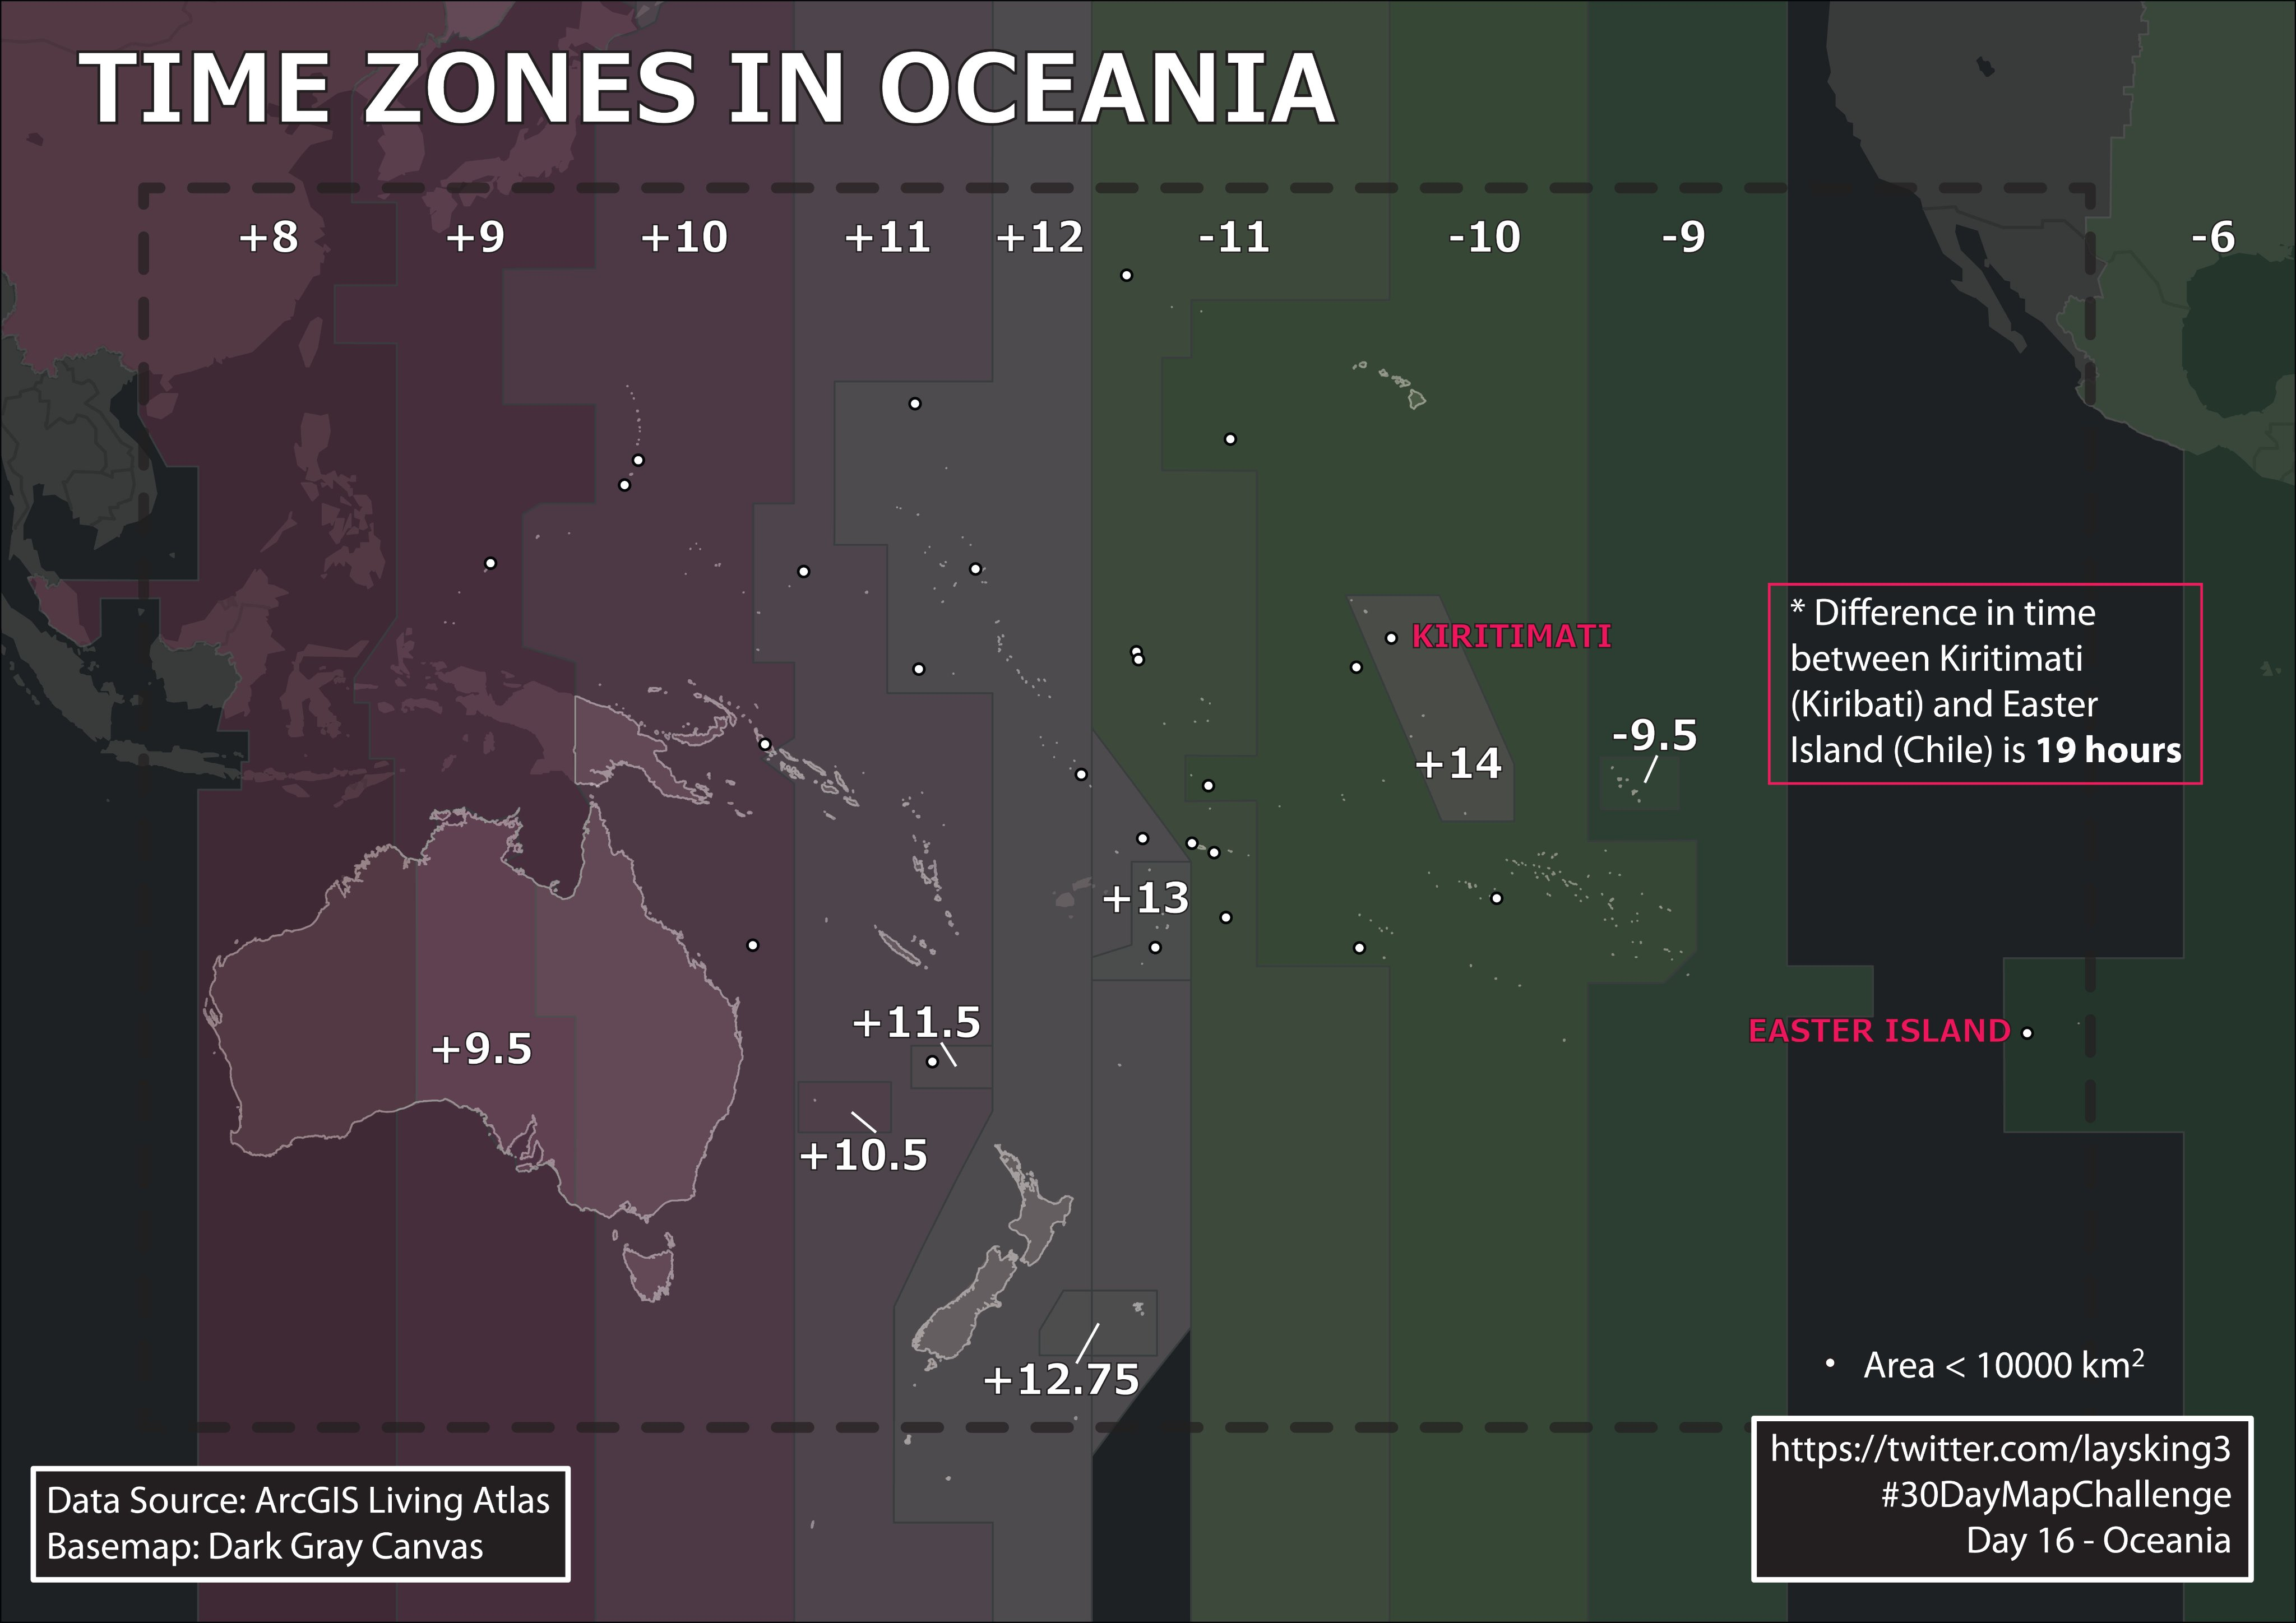 TIME ZONES IN OCEANIA
+8
+9
+10
+11
+12
-11
-10
-9
-6
KIRITIMATI
* Difference in time
between Kiritimati
(Kiribati) and Easter
Island (Chile) is 19 hours
-9.5
+14
+13
+11.5
+9.5
EASTER ISLAND
+10.5
+12.75
• Area < 10000 km²
Data Source: ArcGIS Living Atlas
Basemap: Dark Gray Canvas
https://twitter.com/laysking3
#30DayMapChallenge
Day 16 - Oceania